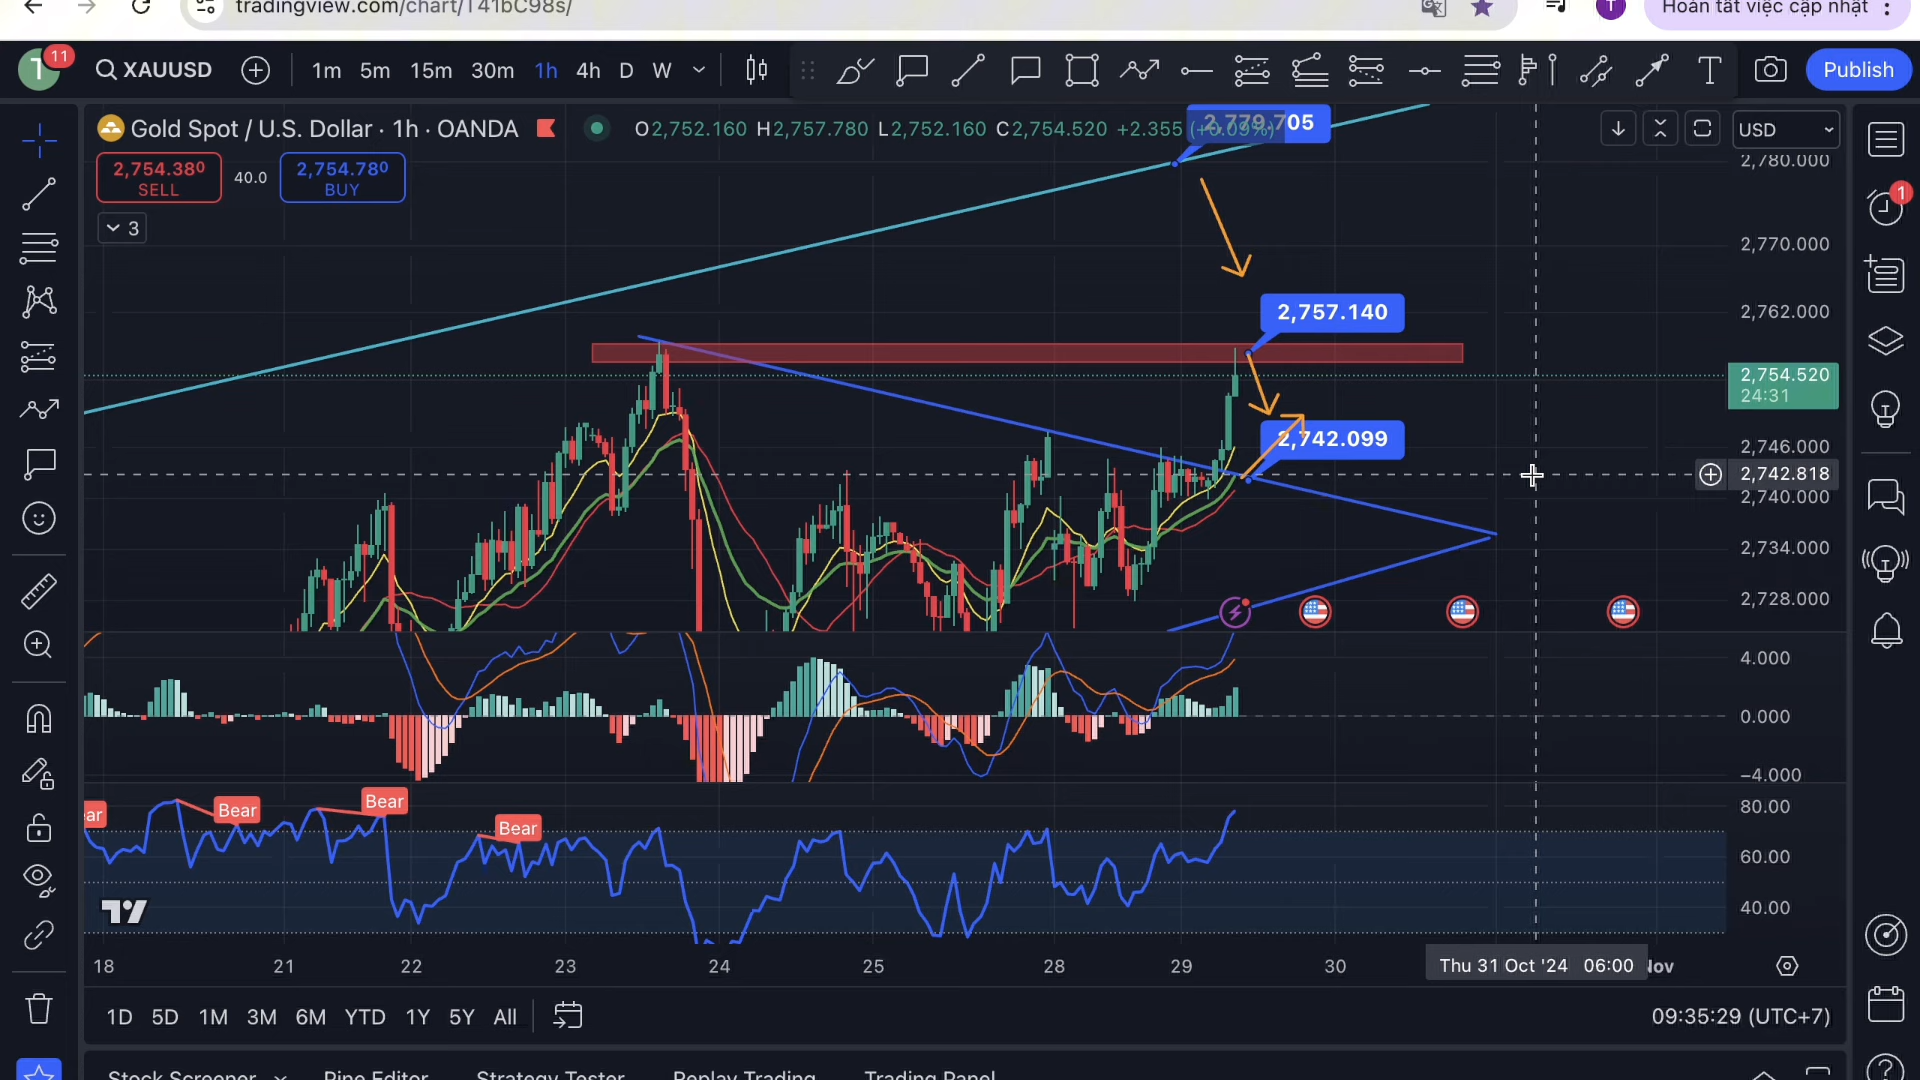 tradingview.com/chart/T41bC98s/
T
Hoàn tất việc cập nhật
T
11
XAUUSD
1m 5m 15m 30m 1h 4h D W
T
Publish
Gold Spot / U.S. Dollar · 1h · OANDA
O2,752.160 H2,757.780 L2,752.160 C2,754.520 +2.355 (+0.09%)
2,779.705
USD
2,754.380
SELL
40.0
2,754.780
BUY
3
1
2,780.000
2,770.000
2,762.000
2,757.140
2,754.520
24:31
2,742.099
2,746.000
2,742.818
2,740.000
2,734.000
2,728.000
4.000
0.000
−4.000
ear
Bear
Bear
Bear
80.00
60.00
40.00
18 21 22 23 24 25 28 29 30 Thu 31 Oct '24 06:00 Nov
1D 5D 1M 3M 6M YTD 1Y 5Y All
09:35:29 (UTC+7)
Stock Screener Pine Editor Strategy Tester Replay Trading Trading Panel